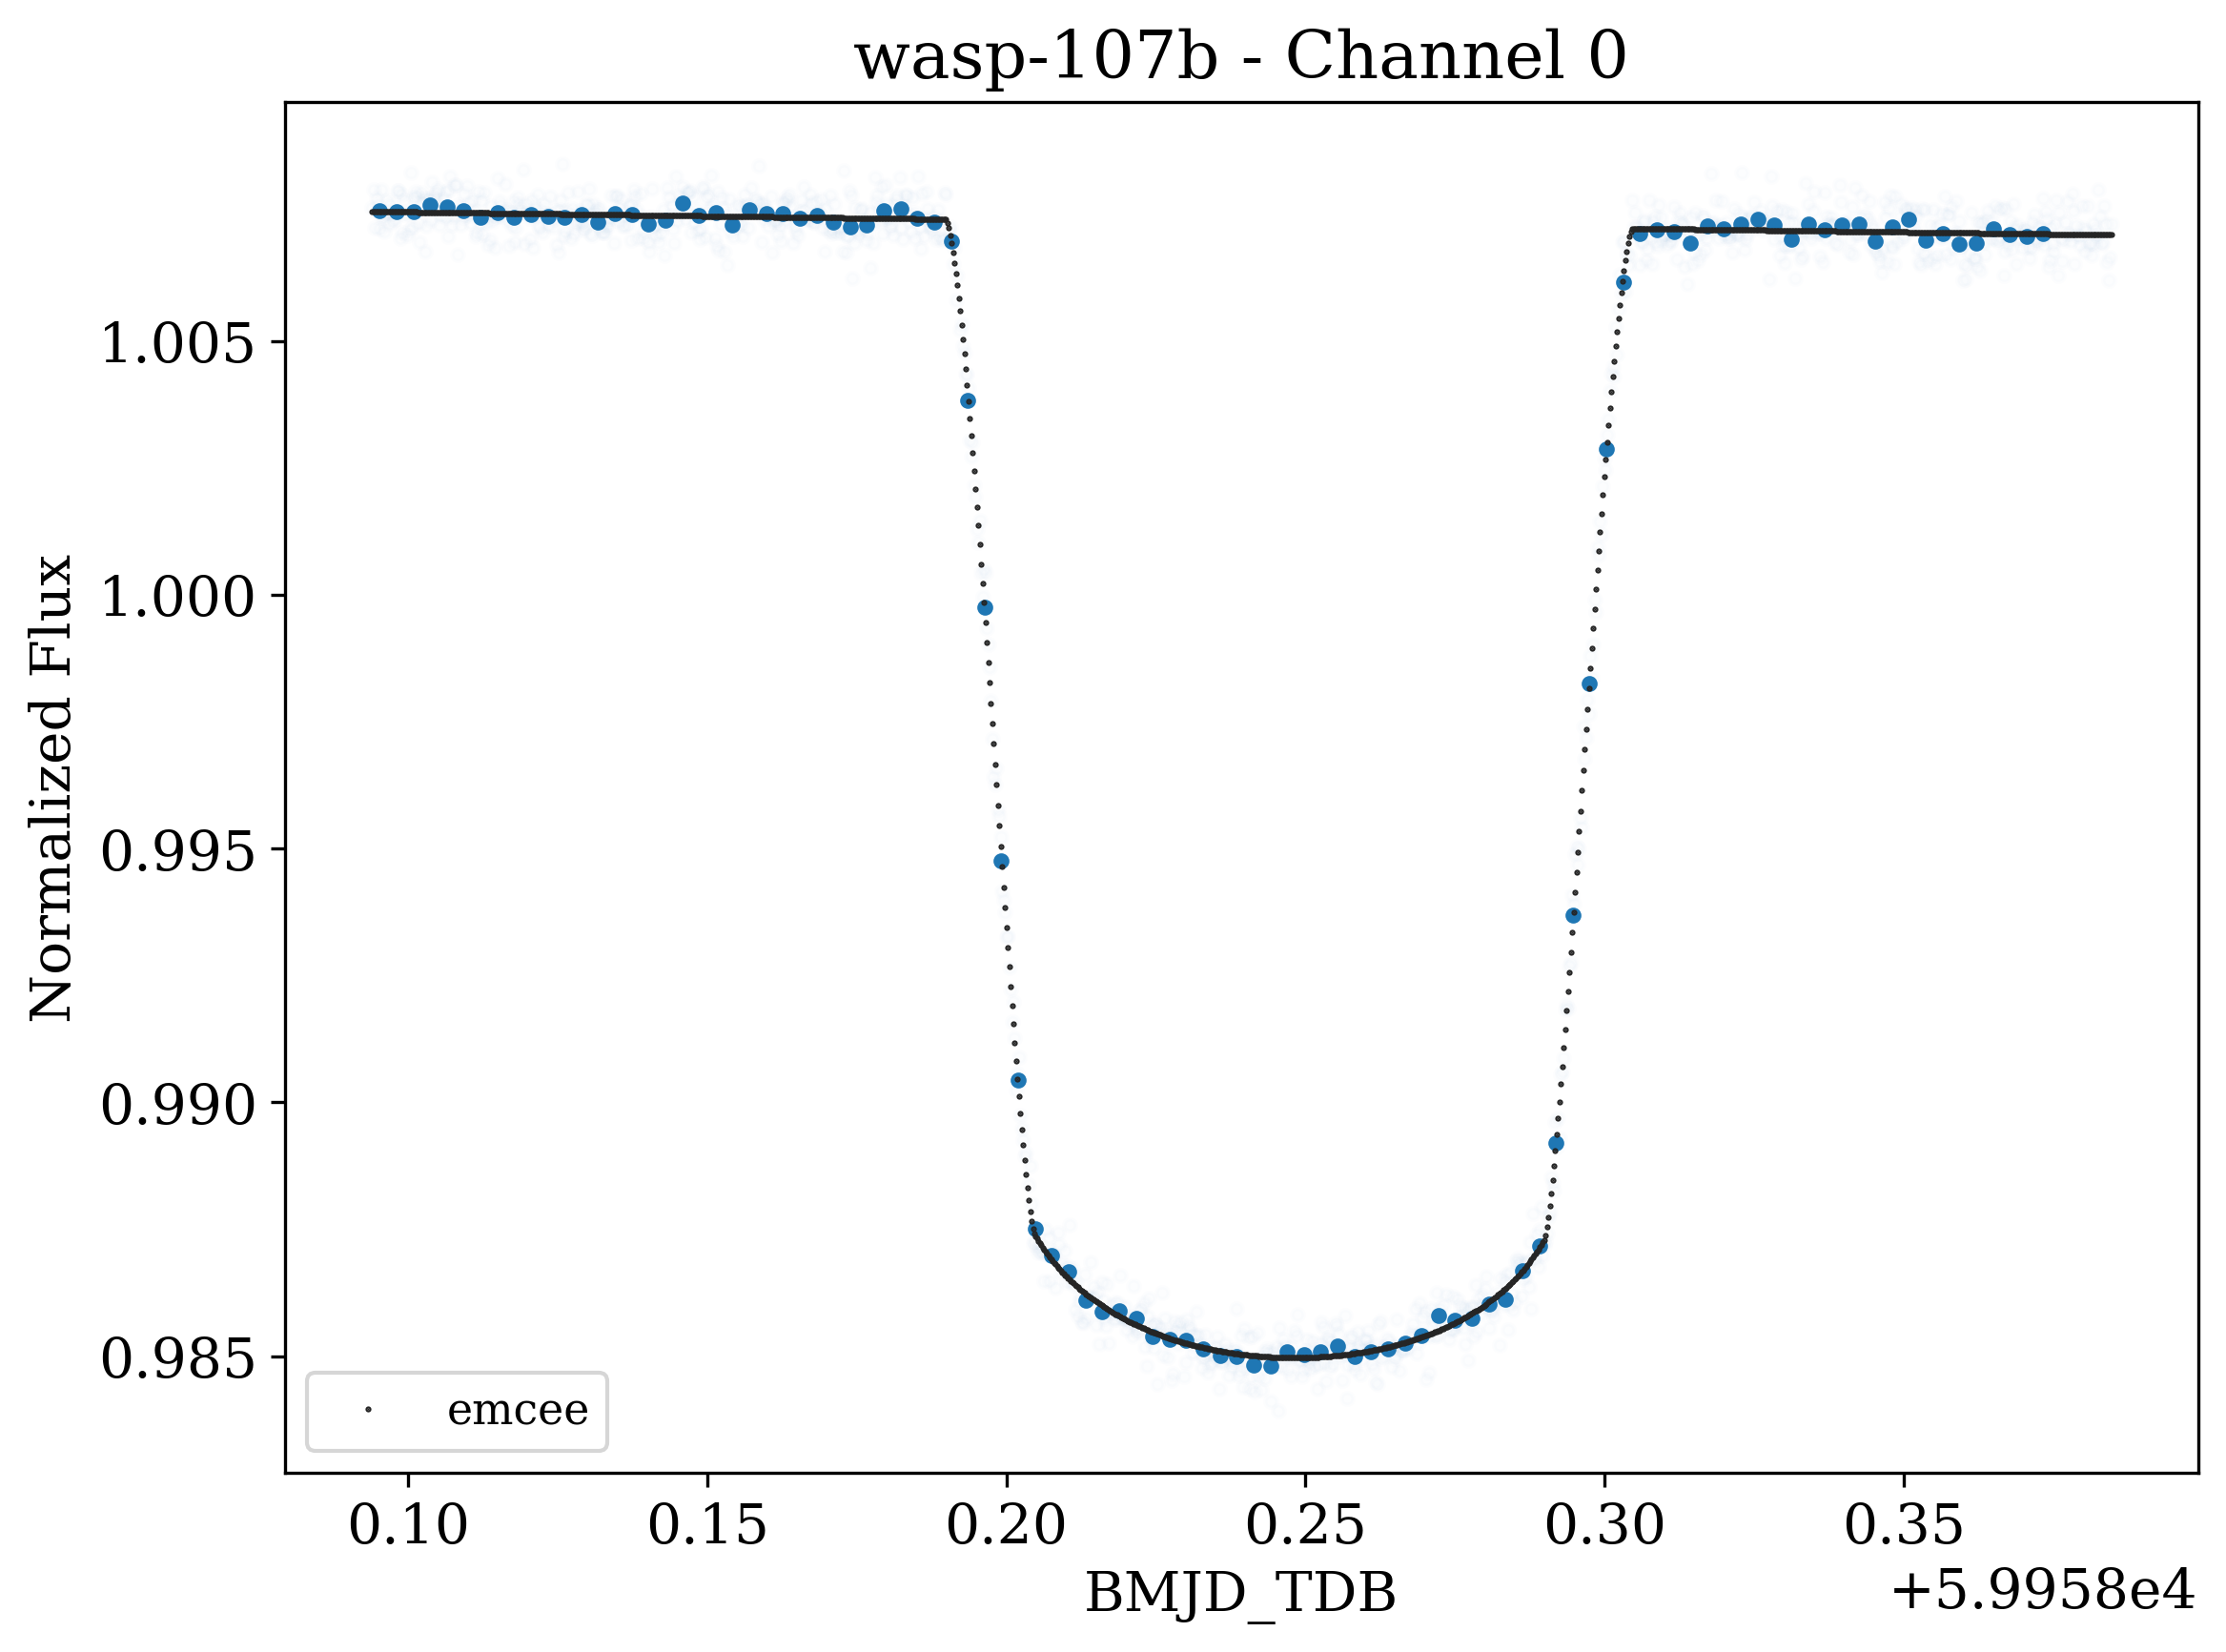 wasp-107b - Channel 0
Normalized Flux
1.005
1.000
0.995
0.990
0.985
emcee
0.10 0.15 0.20 0.25 0.30 0.35
+5.9958e4
BMJD_TDB